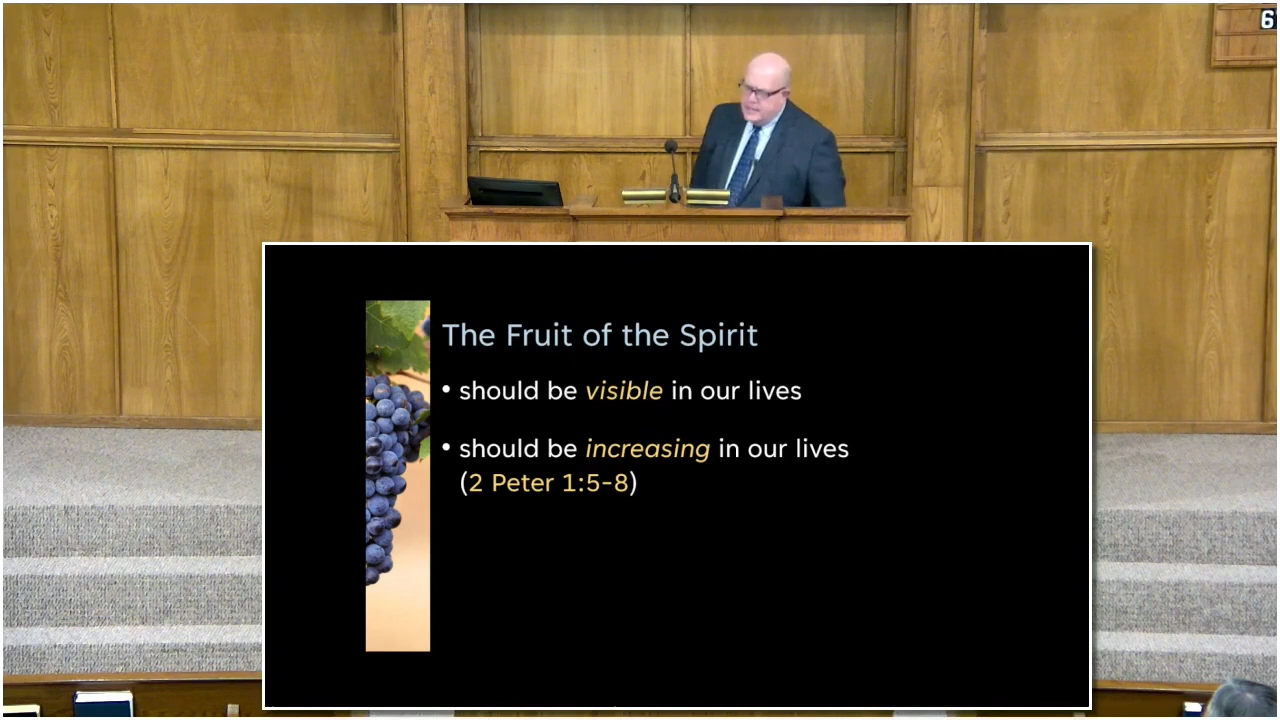 6
The Fruit of the Spirit
• should be visible in our lives
• should be increasing in our lives
(2 Peter 1:5-8)